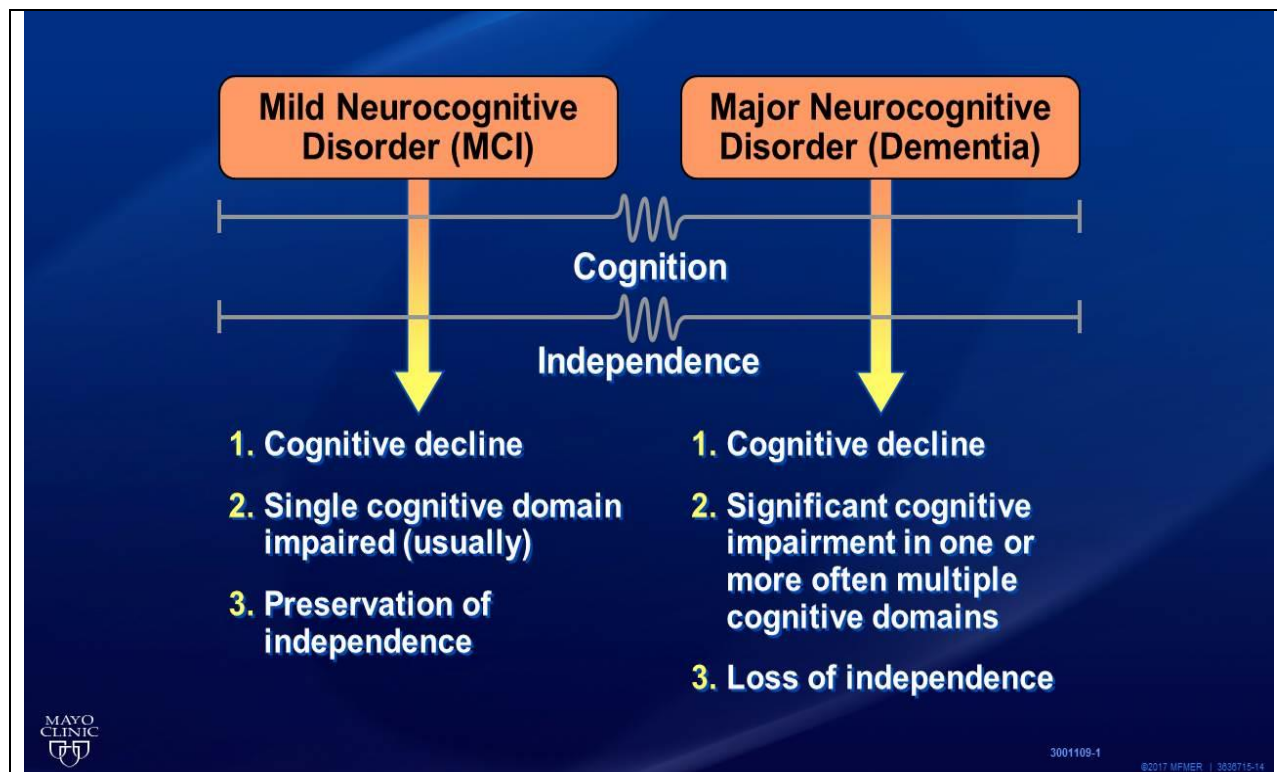 Mild Neurocognitive
Disorder (MCI)
Major Neurocognitive
Disorder (Dementia)
Cognition
Independence
1. Cognitive decline
2. Single cognitive domain
impaired (usually)
3. Preservation of
independence
1. Cognitive decline
2. Significant cognitive
impairment in one or
more often multiple
cognitive domains
3. Loss of independence
MAYO
CLINIC
3001109-1
©2017 MFMER | 3636715-14